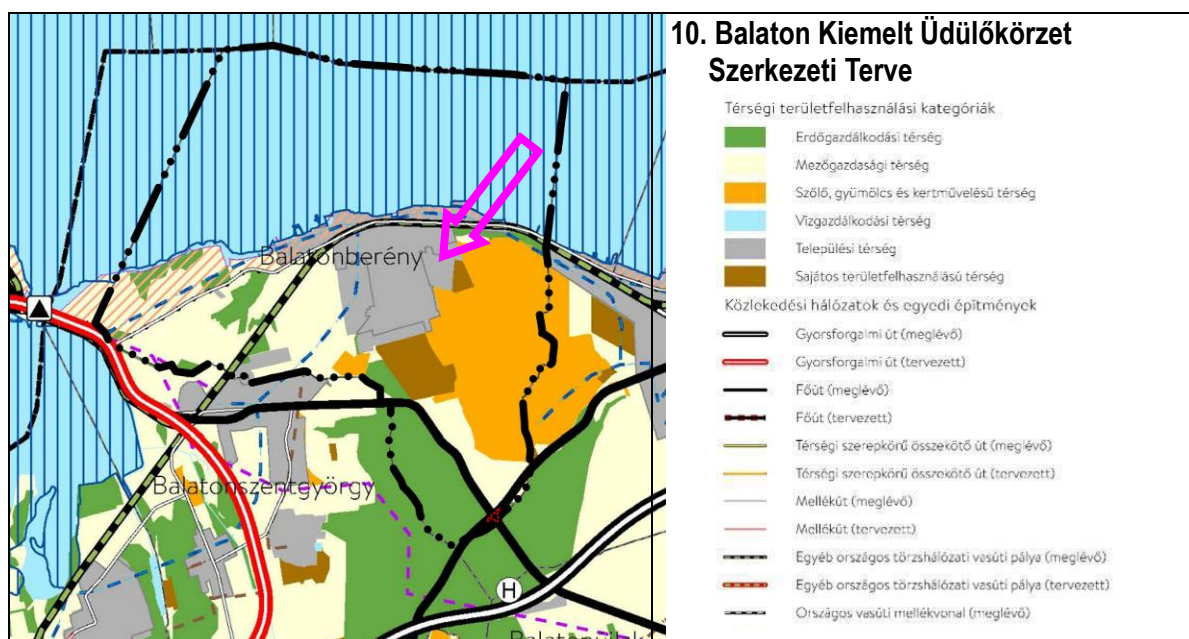 10. Balaton Kiemelt Üdülőkörzet
Szerkezeti Terve
Térségi területfelhasználási kategóriák
Erdőgazdálkodási térség
Mezőgazdasági térség
Szőlő, gyümölcs és kertművelésű térség
Vízgazdálkodási térség
Települési térség
Sajátos területfelhasználású térség
Közlekedési hálózatok és egyedi építmények
Gyorsforgalmi út (meglévő)
Gyorsforgalmi út (tervezett)
Főút (meglévő)
Főút (tervezett)
Térségi szerepkörű összekötő út (meglévő)
Térségi szerepkörű összekötő út (tervezett)
Mellékút (meglévő)
Mellékút (tervezett)
Egyéb országos törzshálózati vasúti pálya (meglévő)
Egyéb országos törzshálózati vasúti pálya (tervezett)
Országos vasúti mellékvonal (meglévő)
Balatonberény
Balatonszentgyörgy
H